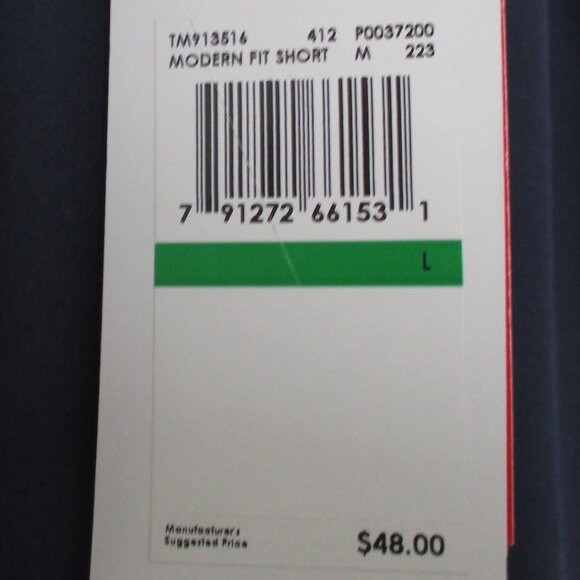 TM913516 412 P0037200
MODERN FIT SHORT M 223
7 91272 66153 1
L
Manufacturer's
Suggested Price
$48.00